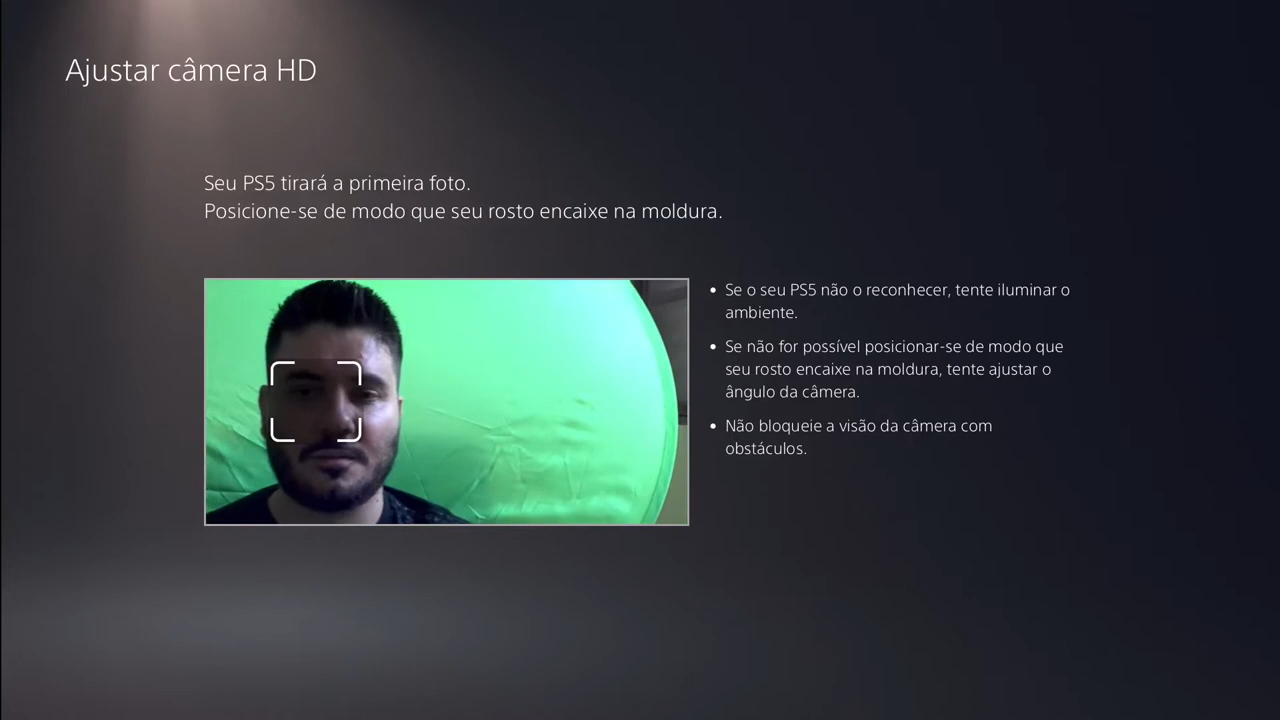 Ajustar câmera HD
Seu PS5 tirará a primeira foto.
Posicione-se de modo que seu rosto encaixe na moldura.
• Se o seu PS5 não o reconhecer, tente iluminar o
ambiente.
• Se não for possível posicionar-se de modo que
seu rosto encaixe na moldura, tente ajustar o
ângulo da câmera.
• Não bloqueie a visão da câmera com
obstáculos.